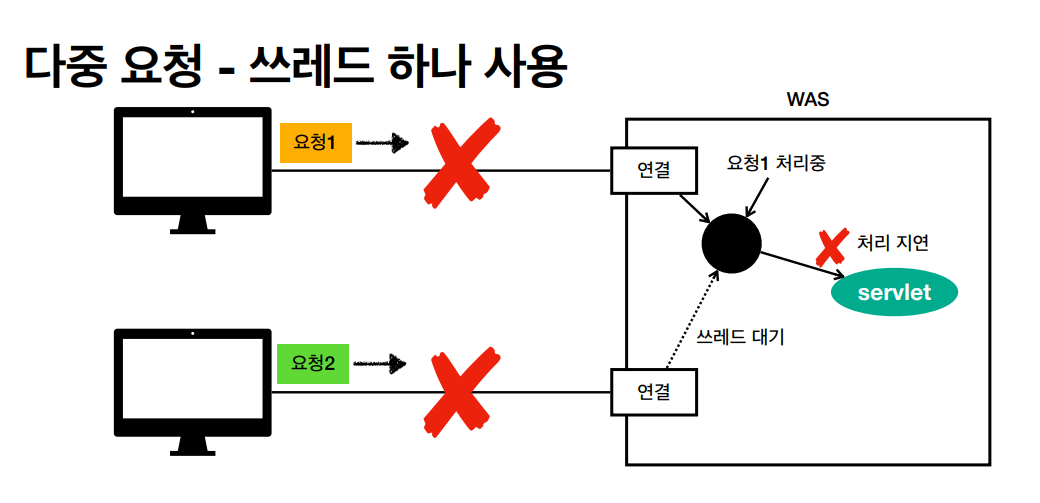 다중 요청 - 쓰레드 하나 사용
WAS
요청1
연결
요청1 처리중
처리 지연
servlet
쓰레드 대기
요청2
연결